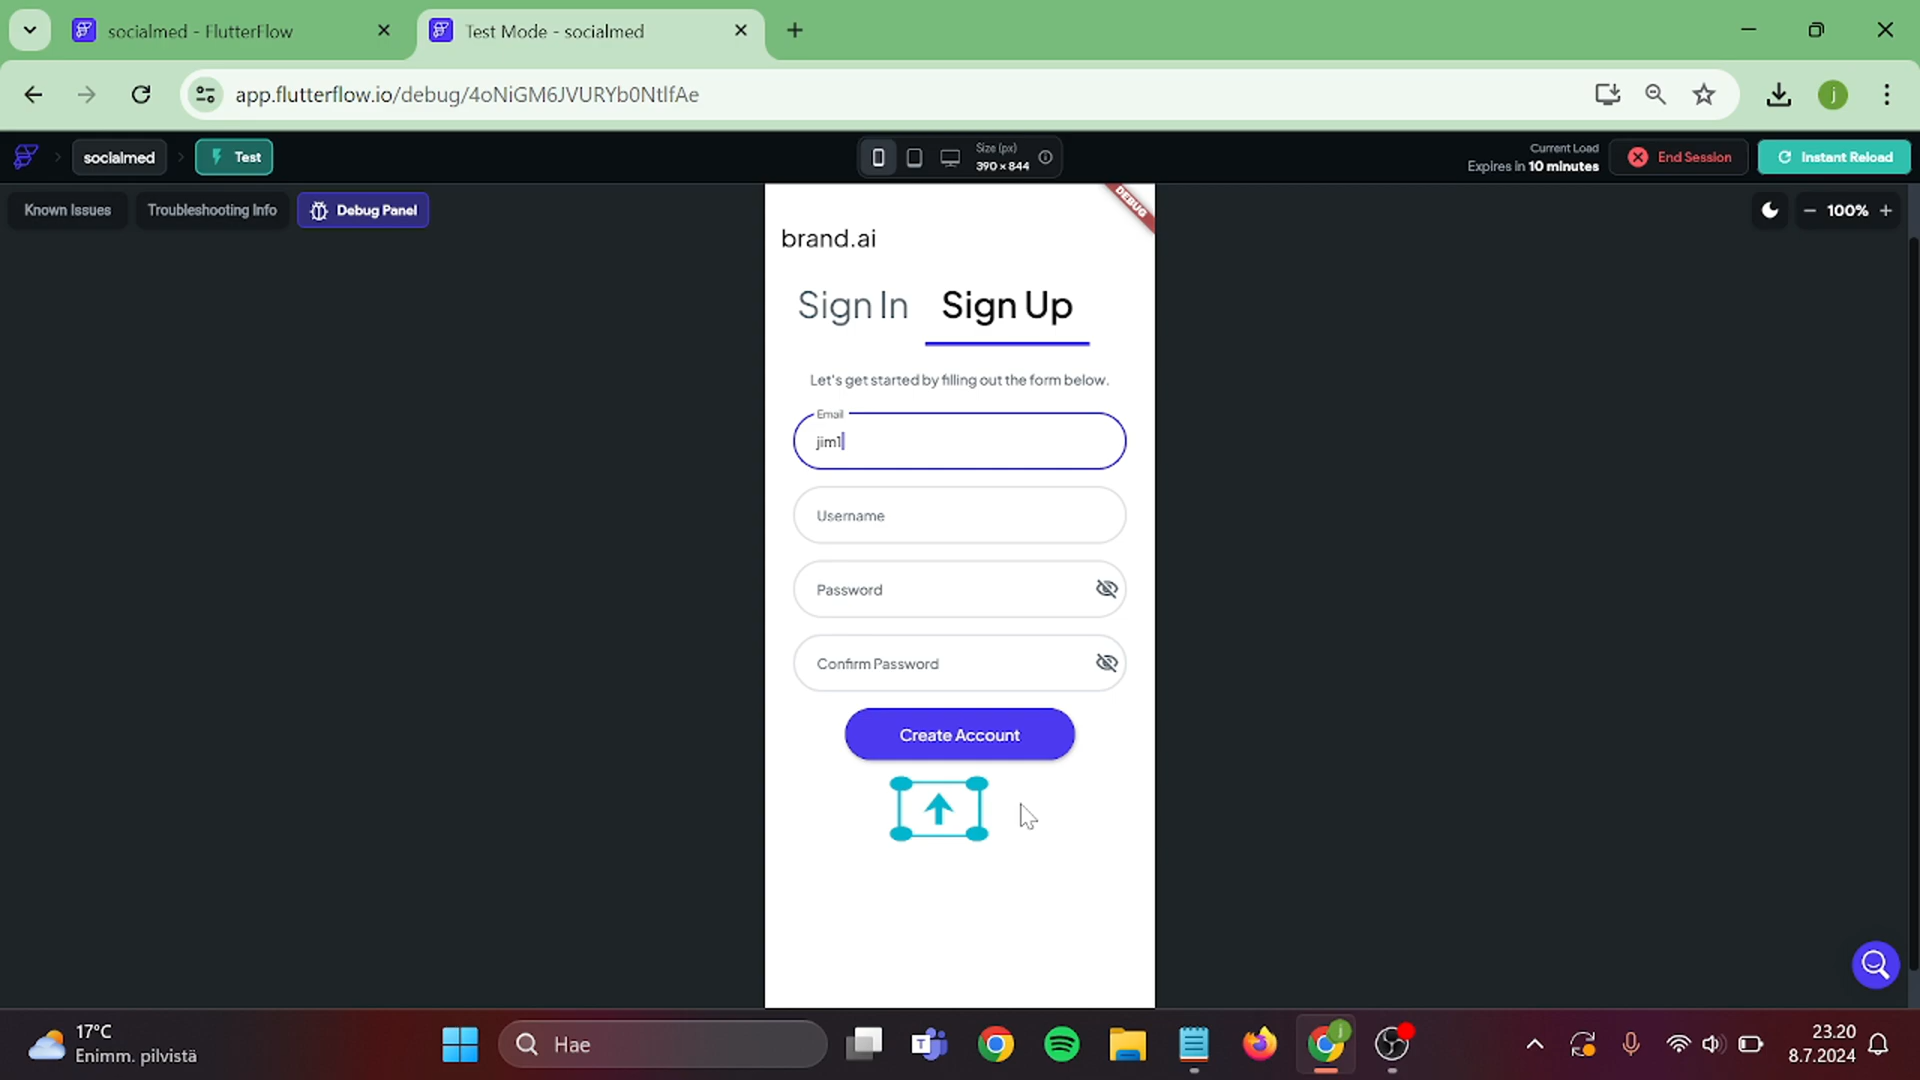 socialmed - FlutterFlow
Test Mode - socialmed
app.flutterflow.io/debug/4oNiGM6JVURYb0NtlfAe
j
socialmed
Test
Size (px)
390 × 844
Current Load
Expires in 10 minutes
End Session
Instant Reload
Known Issues
Troubleshooting Info
Debug Panel
100%
DEBUG
brand.ai
Sign In
Sign Up
Let's get started by filling out the form below.
Email
jim1
Username
Password
Confirm Password
Create Account
17°C
Enimm. pilvistä
Hae
T
j
23.20
8.7.2024